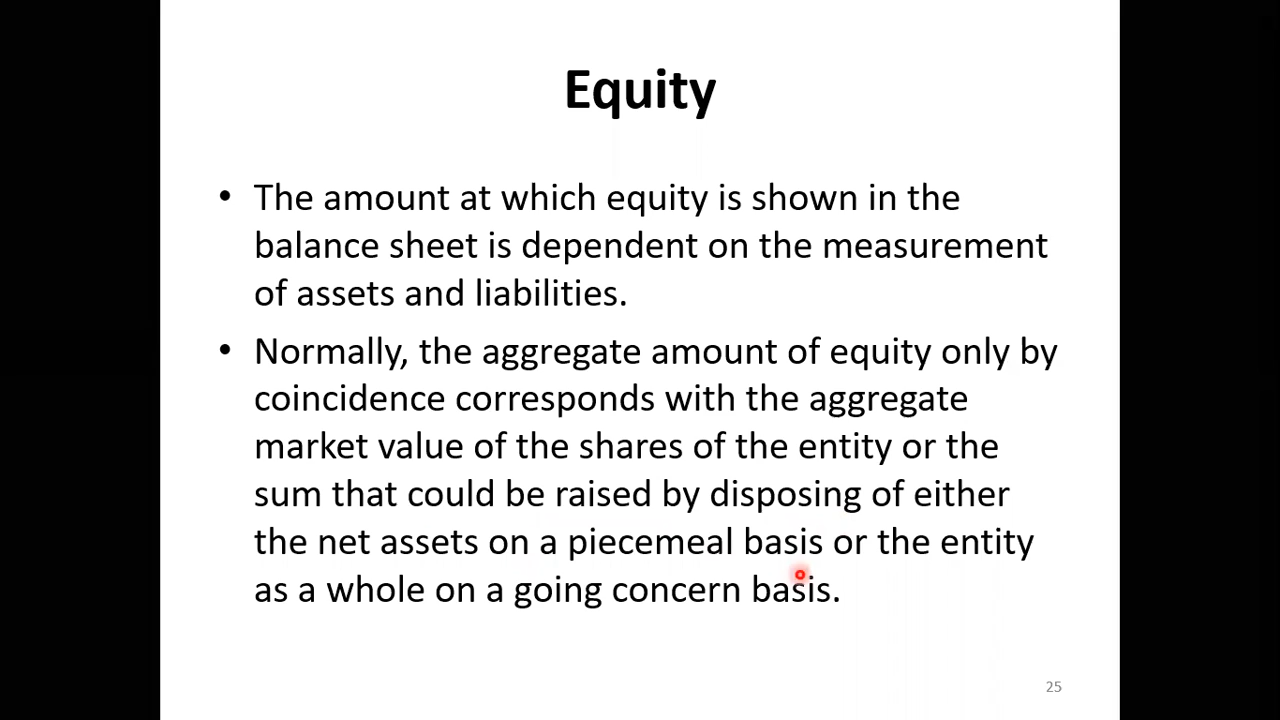 Equity
• The amount at which equity is shown in the
balance sheet is dependent on the measurement
of assets and liabilities.
• Normally, the aggregate amount of equity only by
coincidence corresponds with the aggregate
market value of the shares of the entity or the
sum that could be raised by disposing of either
the net assets on a piecemeal basis or the entity
as a whole on a going concern basis.
25